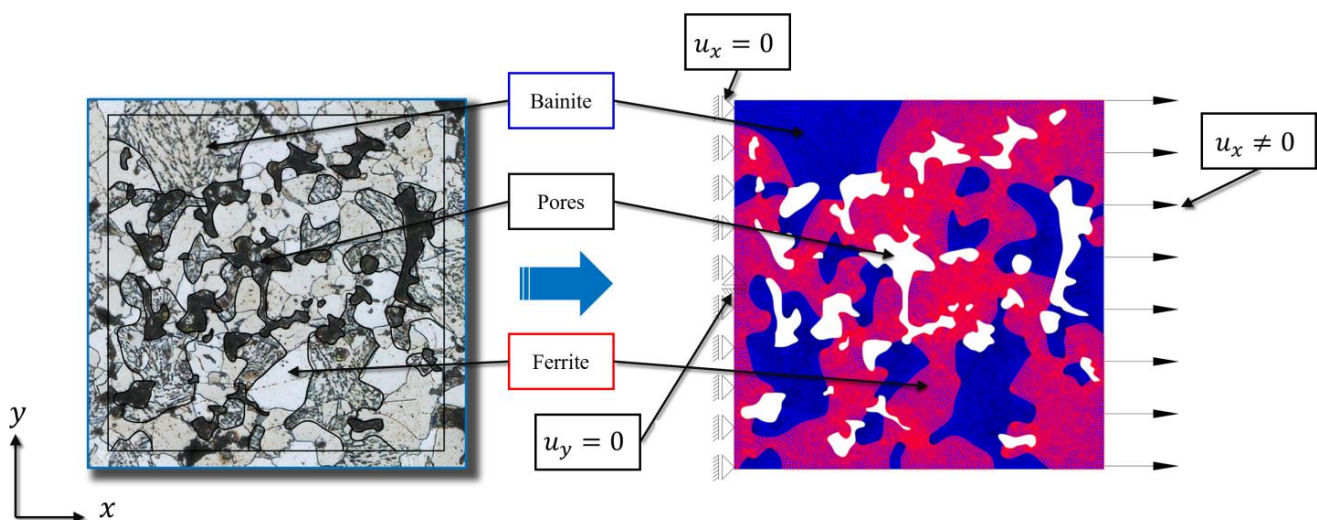 u_x = 0
Bainite
u_x ≠ 0
Pores
Ferrite
u_y = 0
y
x